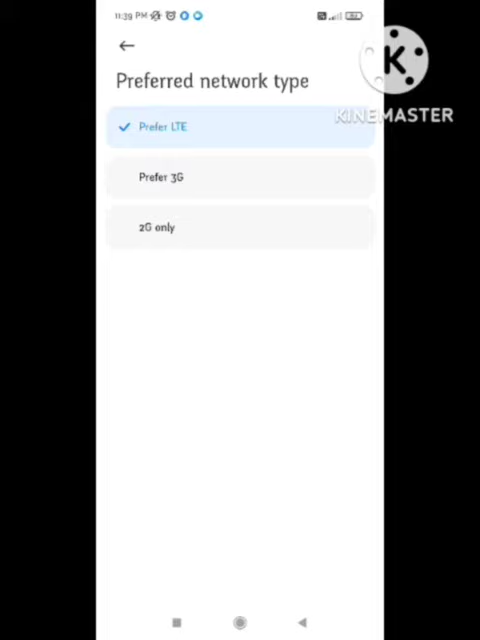 11:39 PM
Preferred network type
KINEMASTER
Prefer LTE
Prefer 3G
2G only